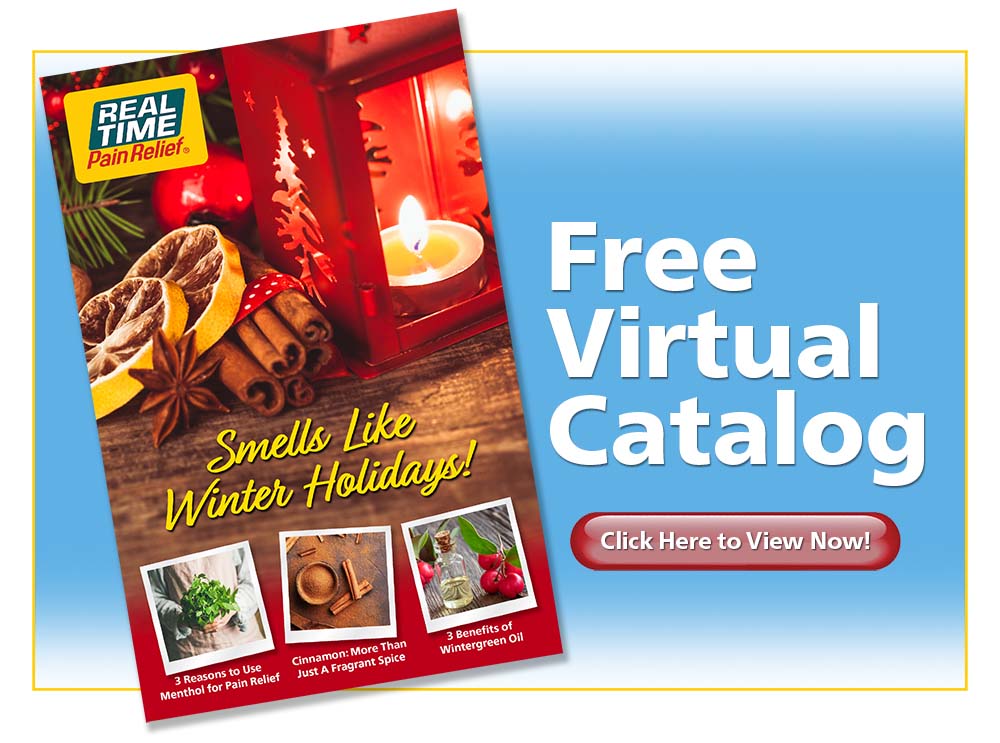 REAL
TIME
Pain Relief®
Smells Like
Winter Holidays!
3 Reasons to Use
Menthol for Pain Relief
Cinnamon: More Than
Just A Fragrant Spice
3 Benefits of
Wintergreen Oil
Free
Virtual
Catalog
Click Here to View Now!